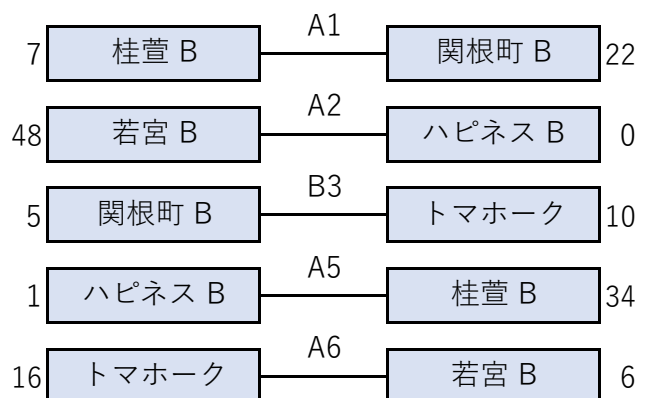 A1
7 桂萱 B 関根町 B 22
A2
48 若宮 B ハピネス B 0
B3
5 関根町 B トマホーク 10
A5
1 ハピネス B 桂萱 B 34
A6
16 トマホーク 若宮 B 6